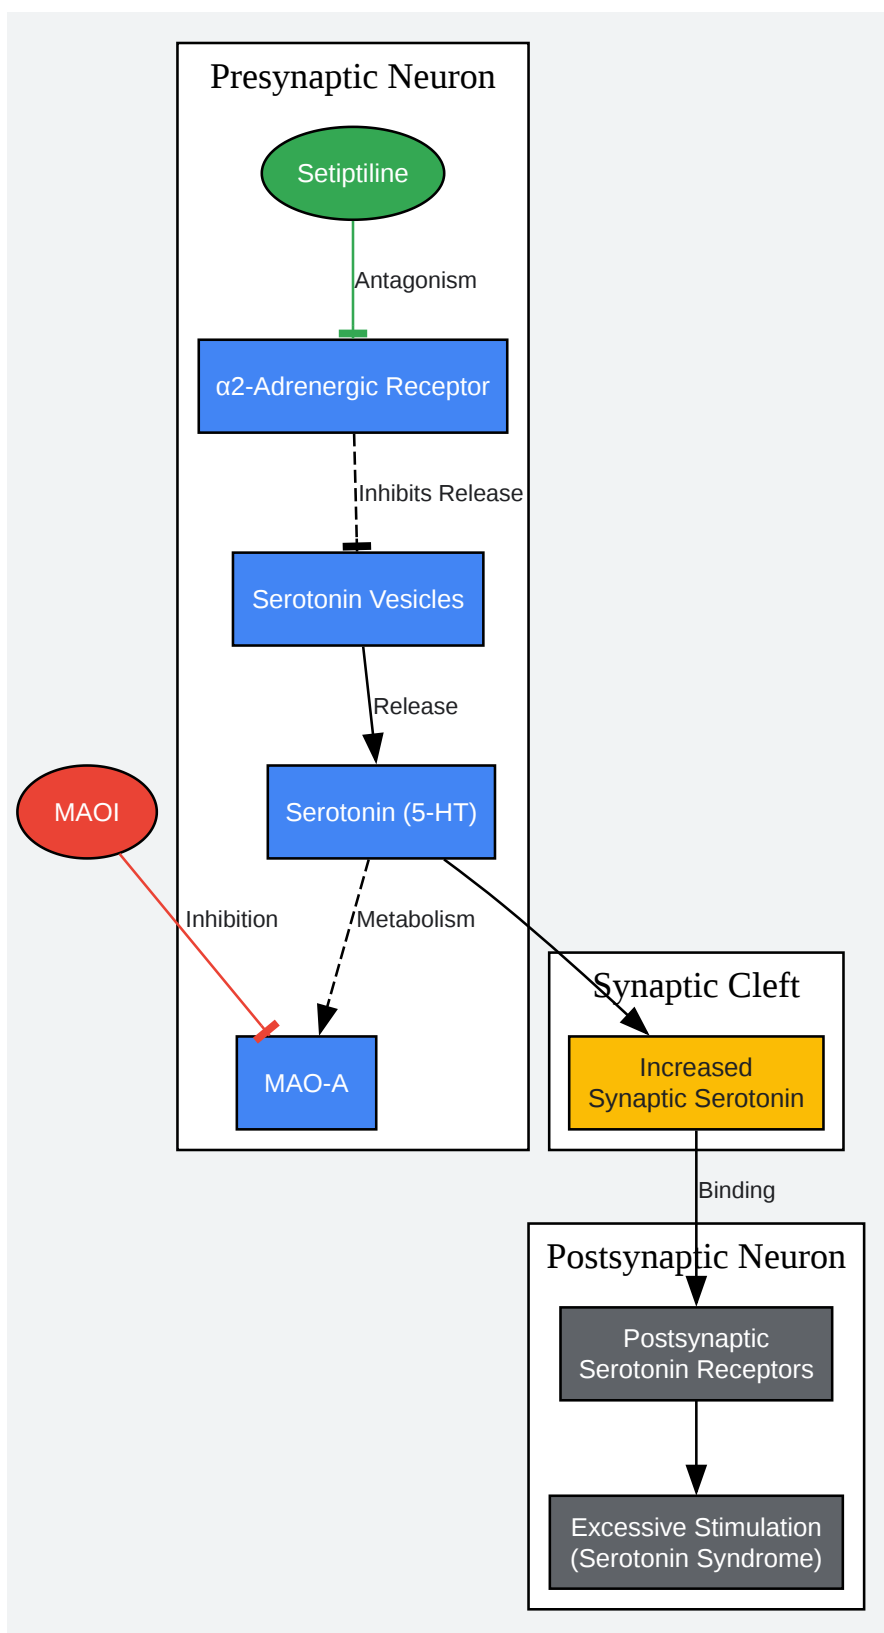 Presynaptic Neuron
Setiptiline
Antagonism
α2-Adrenergic Receptor
Inhibits Release
Serotonin Vesicles
Release
MAOI
Serotonin (5-HT)
Inhibition
Metabolism
Synaptic Cleft
MAO-A
Increased
Synaptic Serotonin
Binding
Postsynaptic Neuron
Postsynaptic
Serotonin Receptors
Excessive Stimulation
(Serotonin Syndrome)